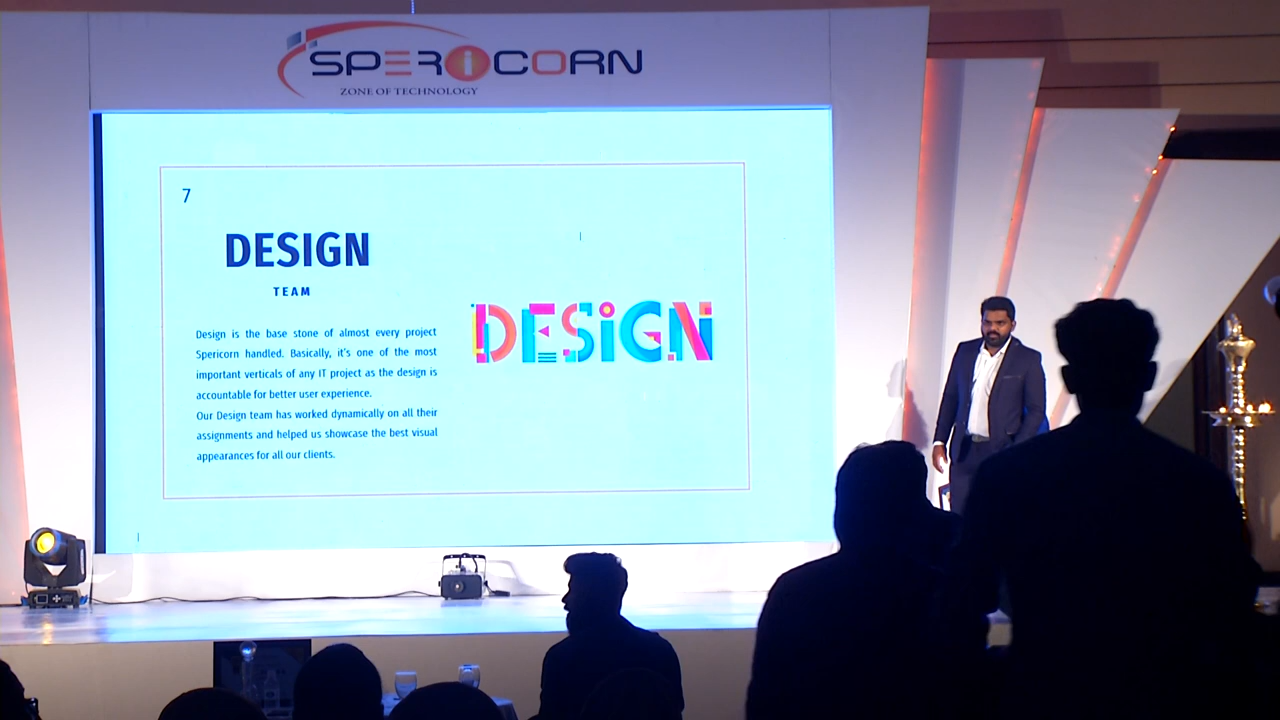 SPERiCORN
ZONE OF TECHNOLOGY
7
DESIGN
TEAM
Design is the base stone of almost every project
Spericorn handled. Basically, it's one of the most
important verticals of any IT project as the design is
accountable for better user experience.
Our Design team has worked dynamically on all their
assignments and helped us showcase the best visual
appearances for all our clients.
DESiGN